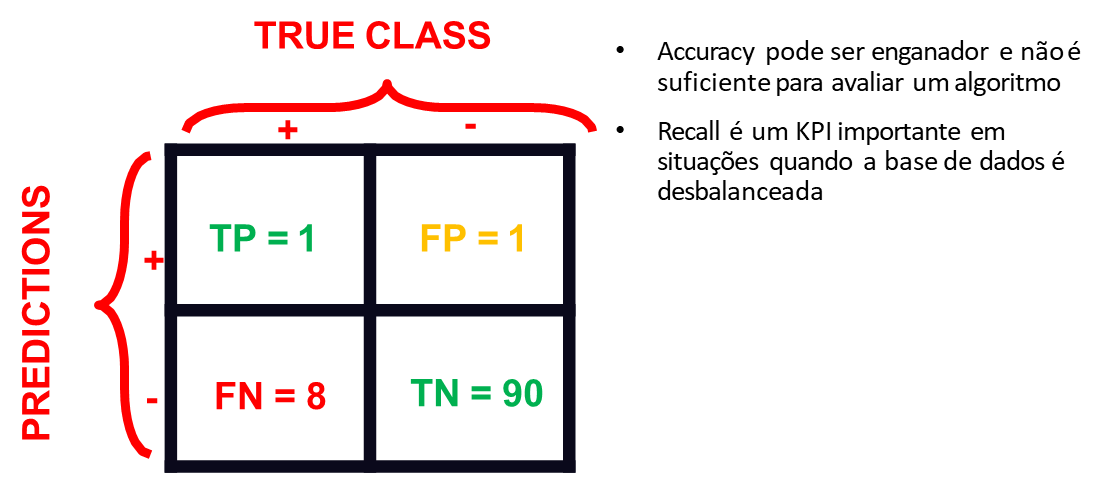 TRUE CLASS
+ -
PREDICTIONS
+
TP = 1 FP = 1
-
FN = 8 TN = 90
• Accuracy pode ser enganador e não é
suficiente para avaliar um algoritmo
• Recall é um KPI importante em
situações quando a base de dados é
desbalanceada